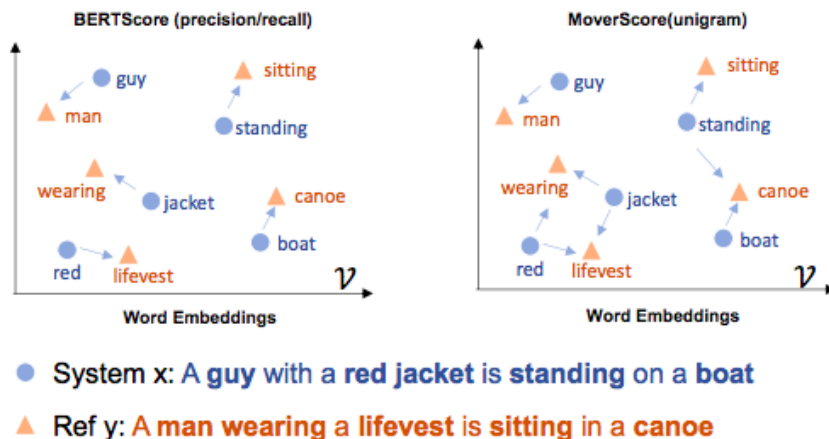 BERTScore (precision/recall)
guy
man
sitting
standing
wearing
jacket
canoe
boat
red
lifevest
𝒱
Word Embeddings
MoverScore(unigram)
guy
man
sitting
standing
wearing
jacket
canoe
boat
red
lifevest
𝒱
Word Embeddings
System x: A guy with a red jacket is standing on a boat
Ref y: A man wearing a lifevest is sitting in a canoe